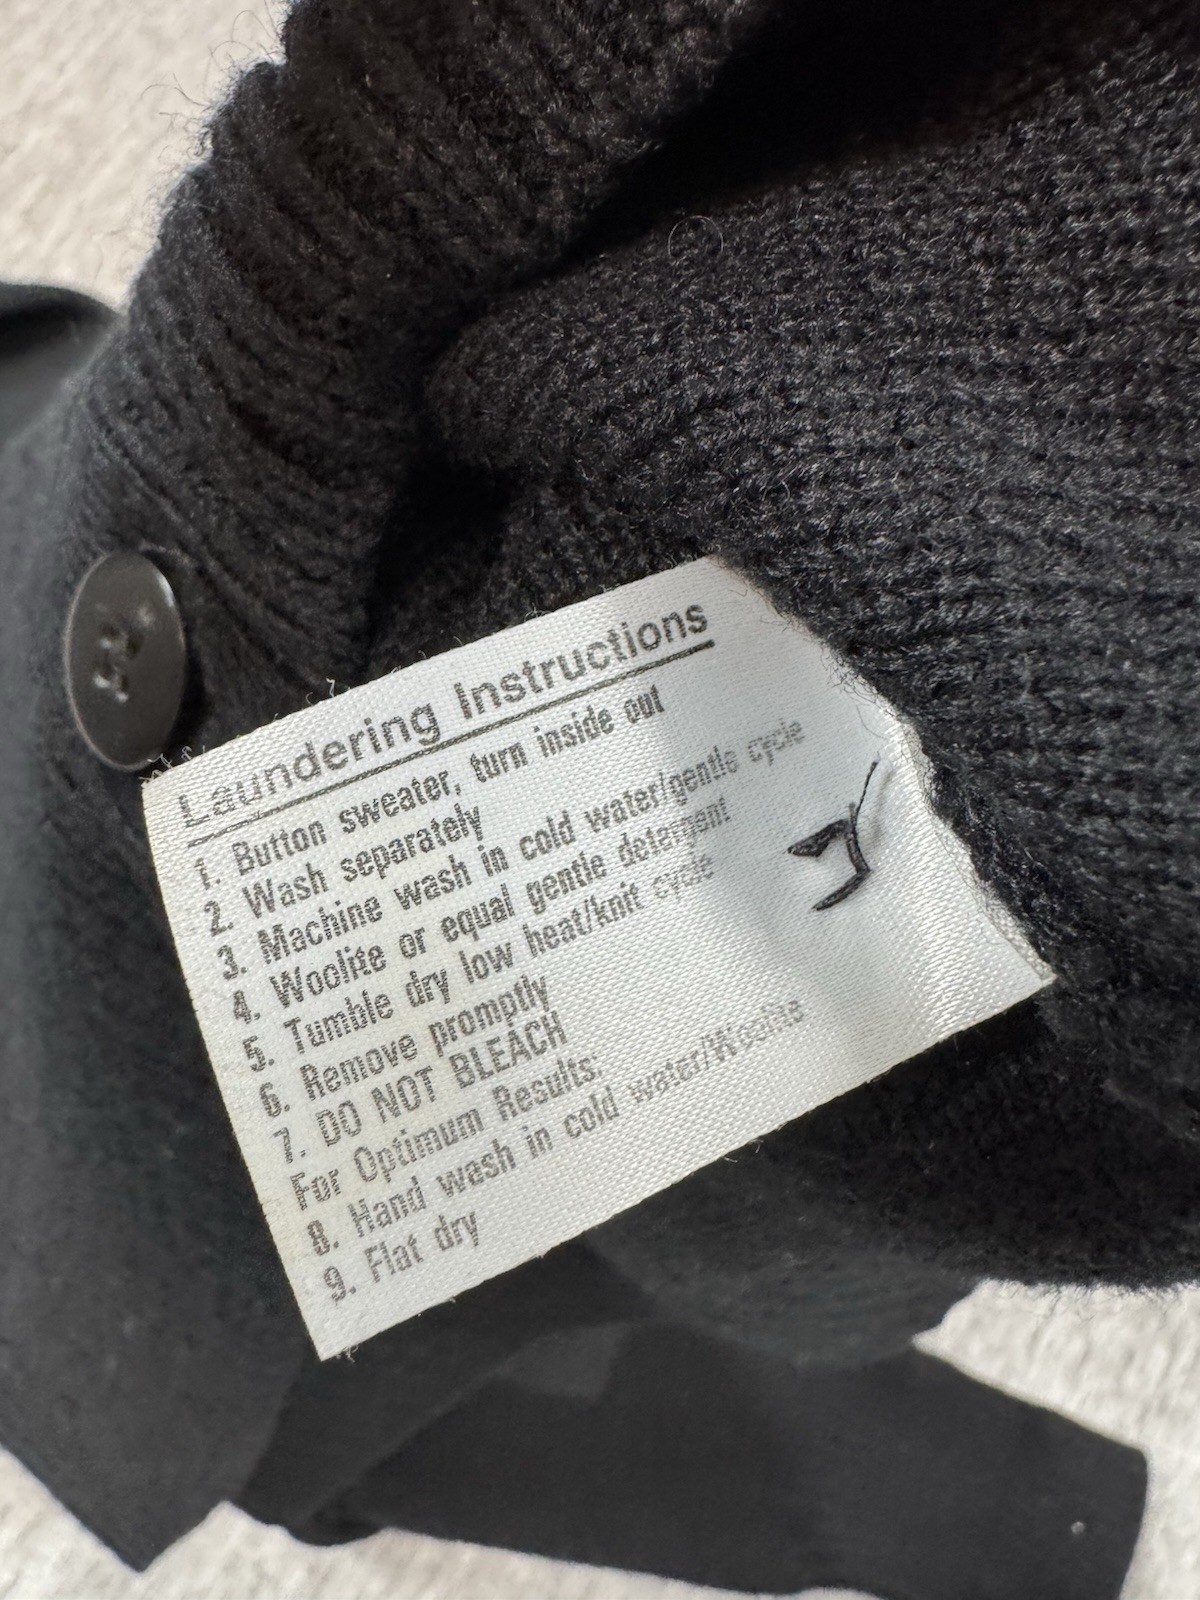 Laundering Instructions
1. Button sweater, turn inside out
2. Wash separately
3. Machine wash in cold water/gentle cycle
4. Woolite or equal gentle detergent
5. Tumble dry low heat/knit cycle
6. Remove promptly
7. DO NOT BLEACH
For Optimum Results:
8. Hand wash in cold water/Woolite
9. Flat dry